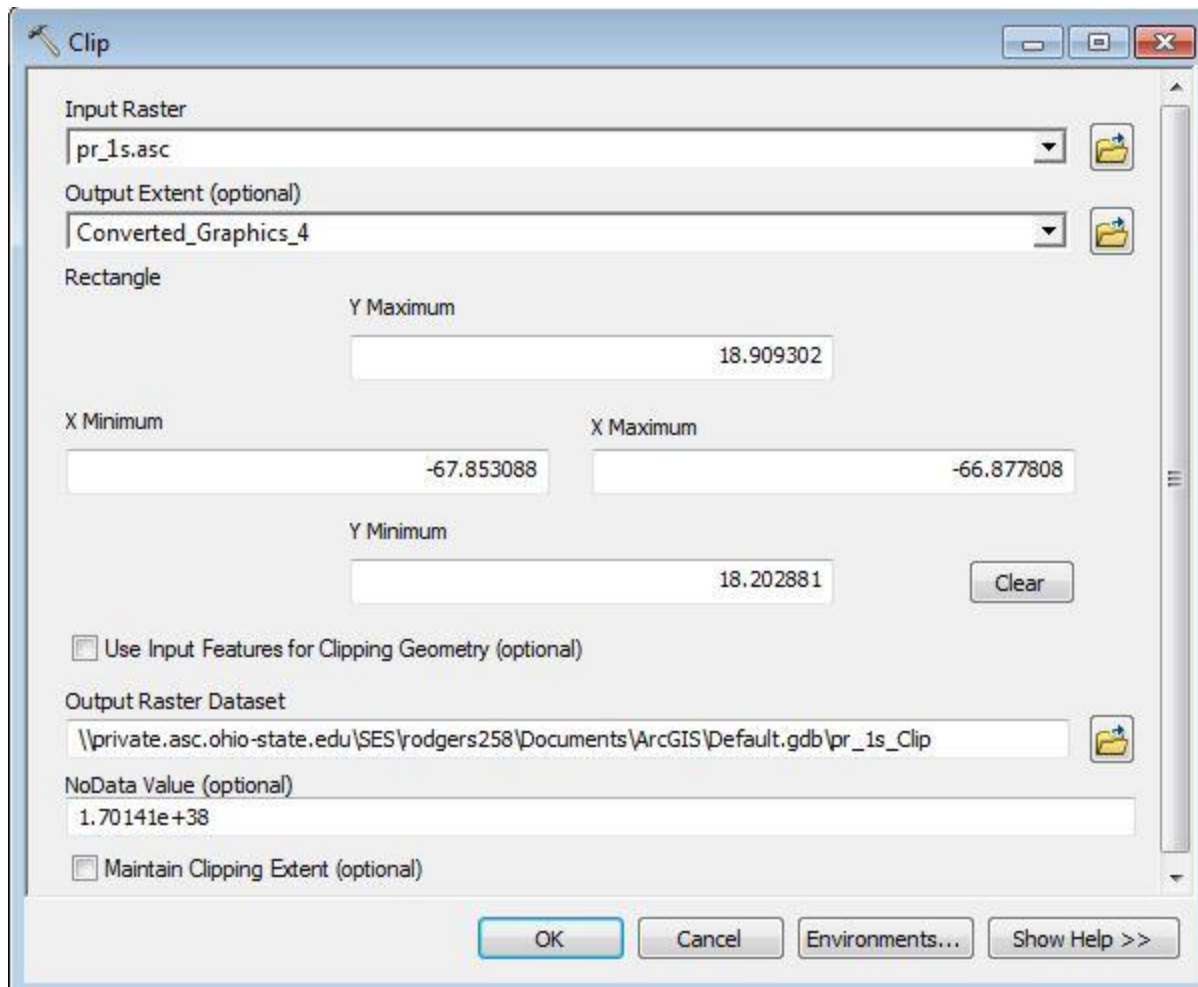 Clip
Input Raster
pr_1s.asc
Output Extent (optional)
Converted_Graphics_4
Rectangle
Y Maximum
18.909302
X Minimum
X Maximum
-67.853088
-66.877808
Y Minimum
18.202881
Clear
Use Input Features for Clipping Geometry (optional)
Output Raster Dataset
\\private.asc.ohio-state.edu\SES\rodgers258\Documents\ArcGIS\Default.gdb\pr_1s_Clip
NoData Value (optional)
1.70141e+38
Maintain Clipping Extent (optional)
OK Cancel Environments... Show Help >>